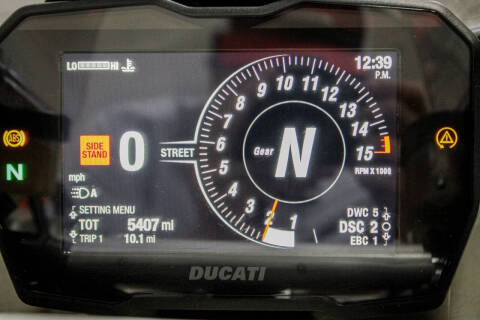 LO HI
12:39
P.M.
ABS
N
SIDE
STAND
0
mph
A
STREET
Gear
N
1
2
3
4
5
6
7
8
9
10
11
12
13
14
15
RPM X 1000
SETTING MENU
TOT 5407 mi
TRIP 1 10.1 mi
DWC 5
DSC 2
EBC 1
DUCATI